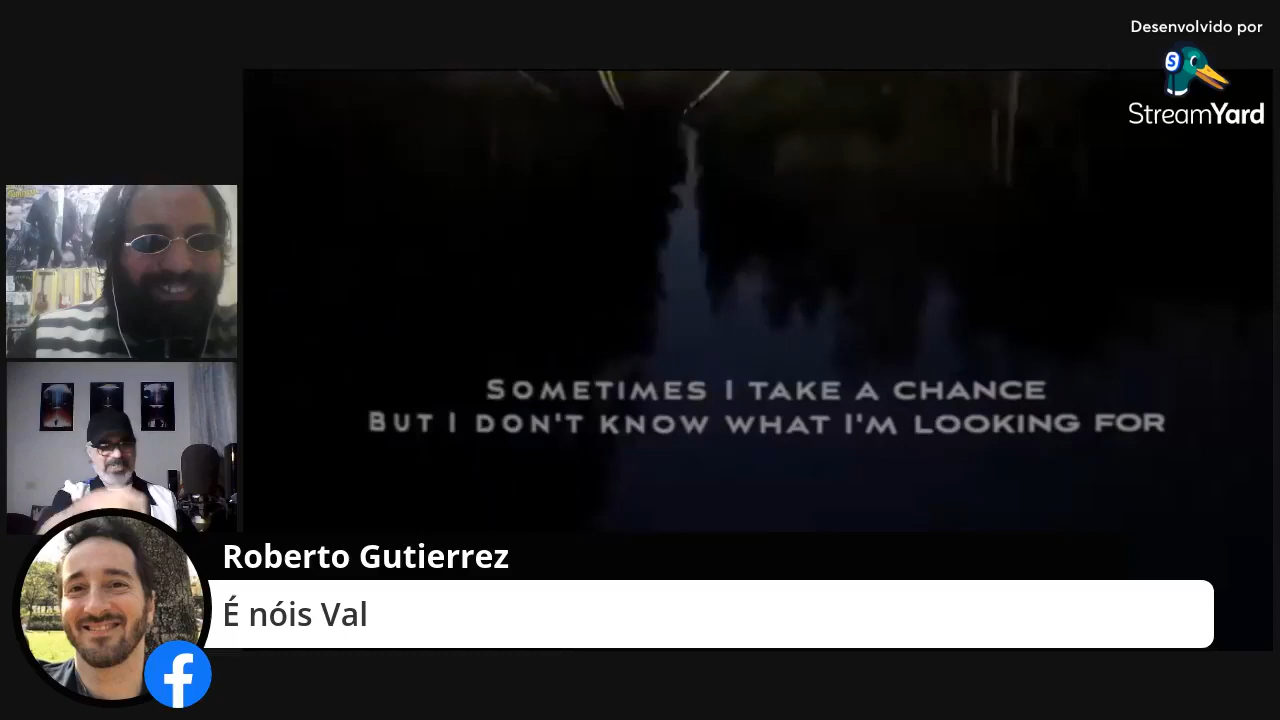 Desenvolvido por
StreamYard
SOMETIMES I TAKE A CHANCE
BUT I DON'T KNOW WHAT I'M LOOKING FOR
Roberto Gutierrez
É nóis Val